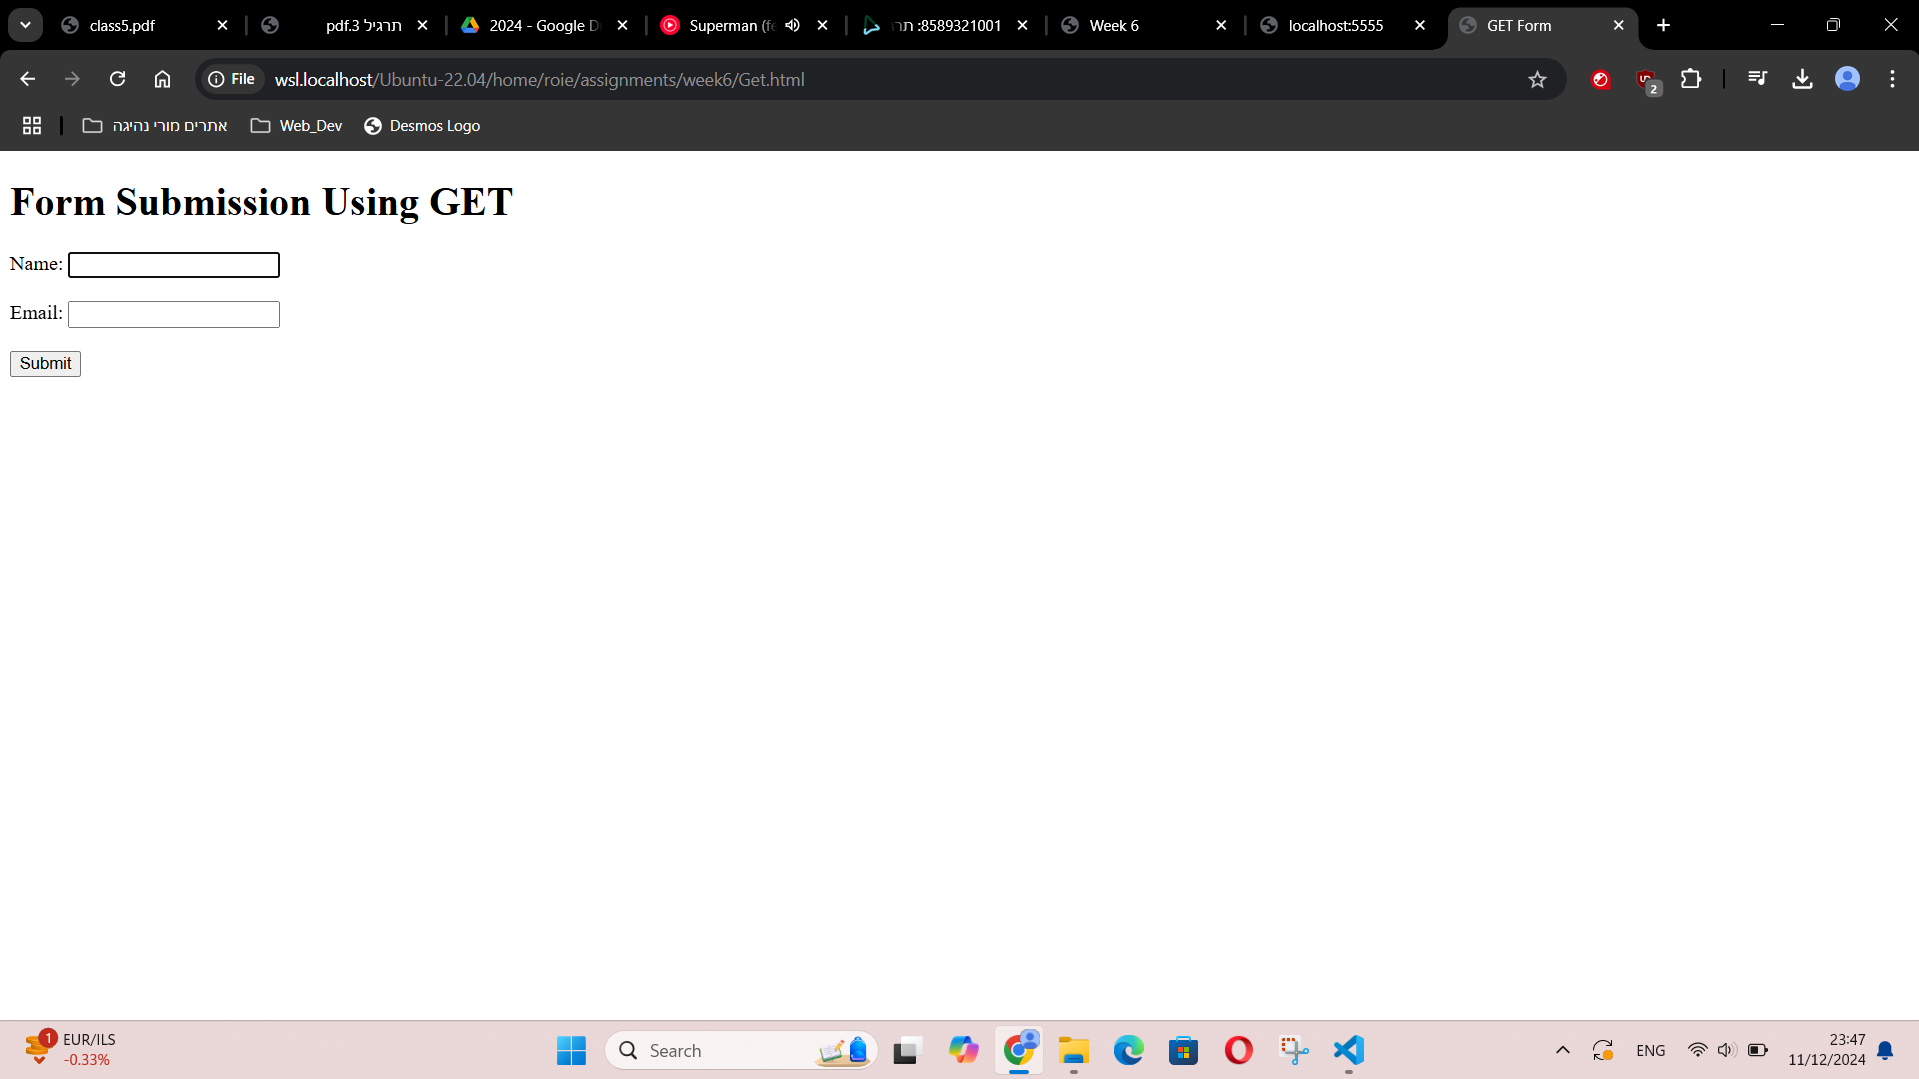 class5.pdf
תרגיל 3.pdf
2024 - Google D
Superman (fe
8589321001: תרו
Week 6
localhost:5555
GET Form
File
wsl.localhost/Ubuntu-22.04/home/roie/assignments/week6/Get.html
2
אתרים מורי נהיגה
Web_Dev
Desmos Logo
Form Submission Using GET
Name:
Email:
Submit
1
EUR/ILS
-0.33%
Search
ENG
23:47
11/12/2024